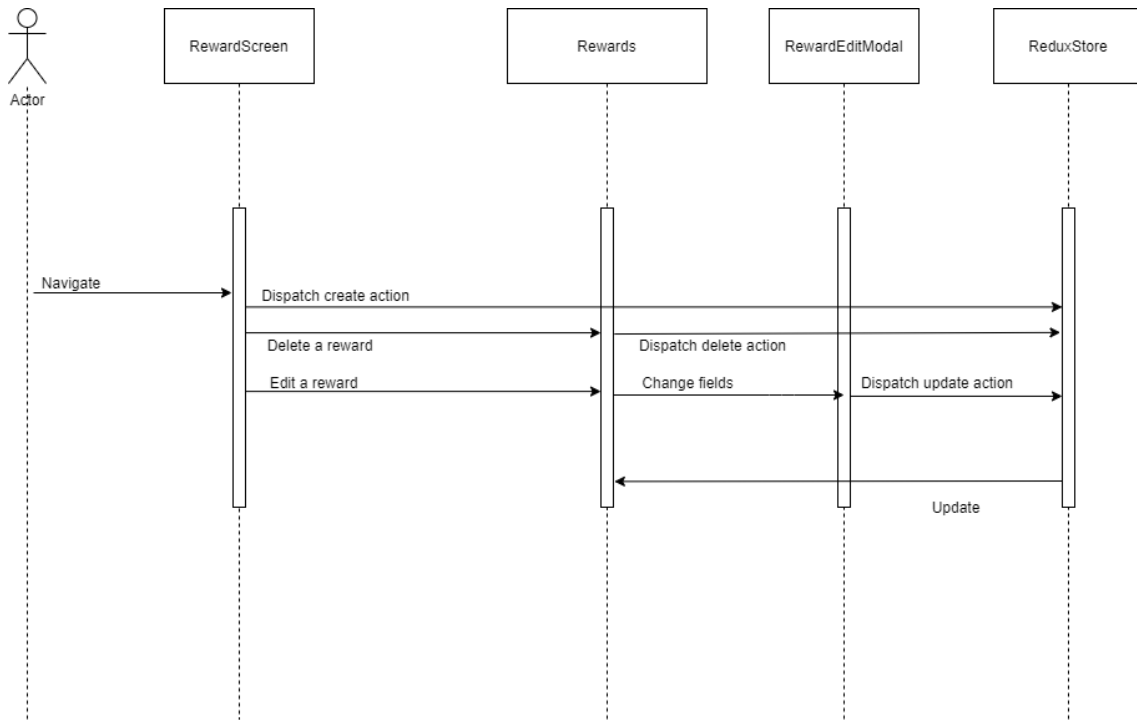 RewardScreen
Rewards
RewardEditModal
ReduxStore
Actor
Navigate
Dispatch create action
Delete a reward
Dispatch delete action
Edit a reward
Change fields
Dispatch update action
Update